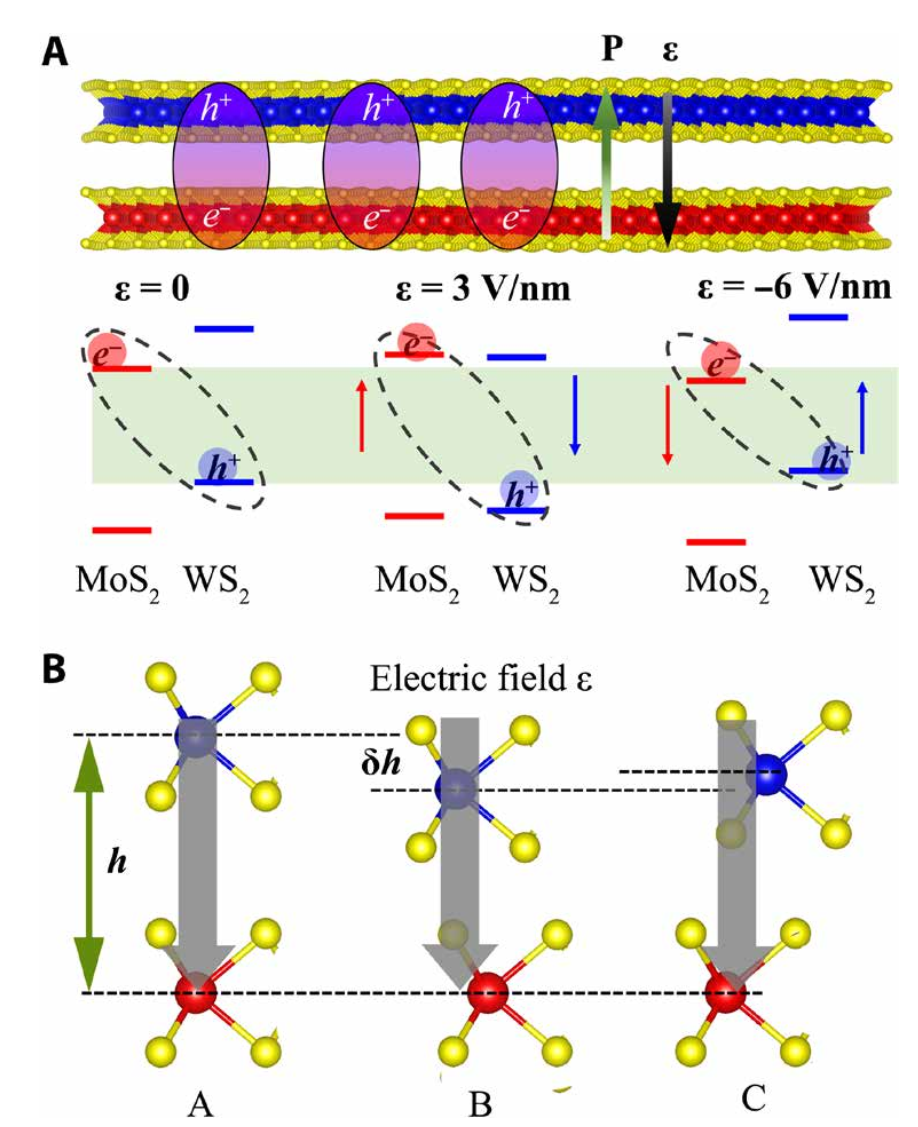 A
P ε
h+ h+ h+
e− e− e−
ε = 0 ε = 3 V/nm ε = −6 V/nm
e− e− e−
h+ h+ h+
MoS₂ WS₂ MoS₂ WS₂ MoS₂ WS₂
B
Electric field ε
δh
h
A B C